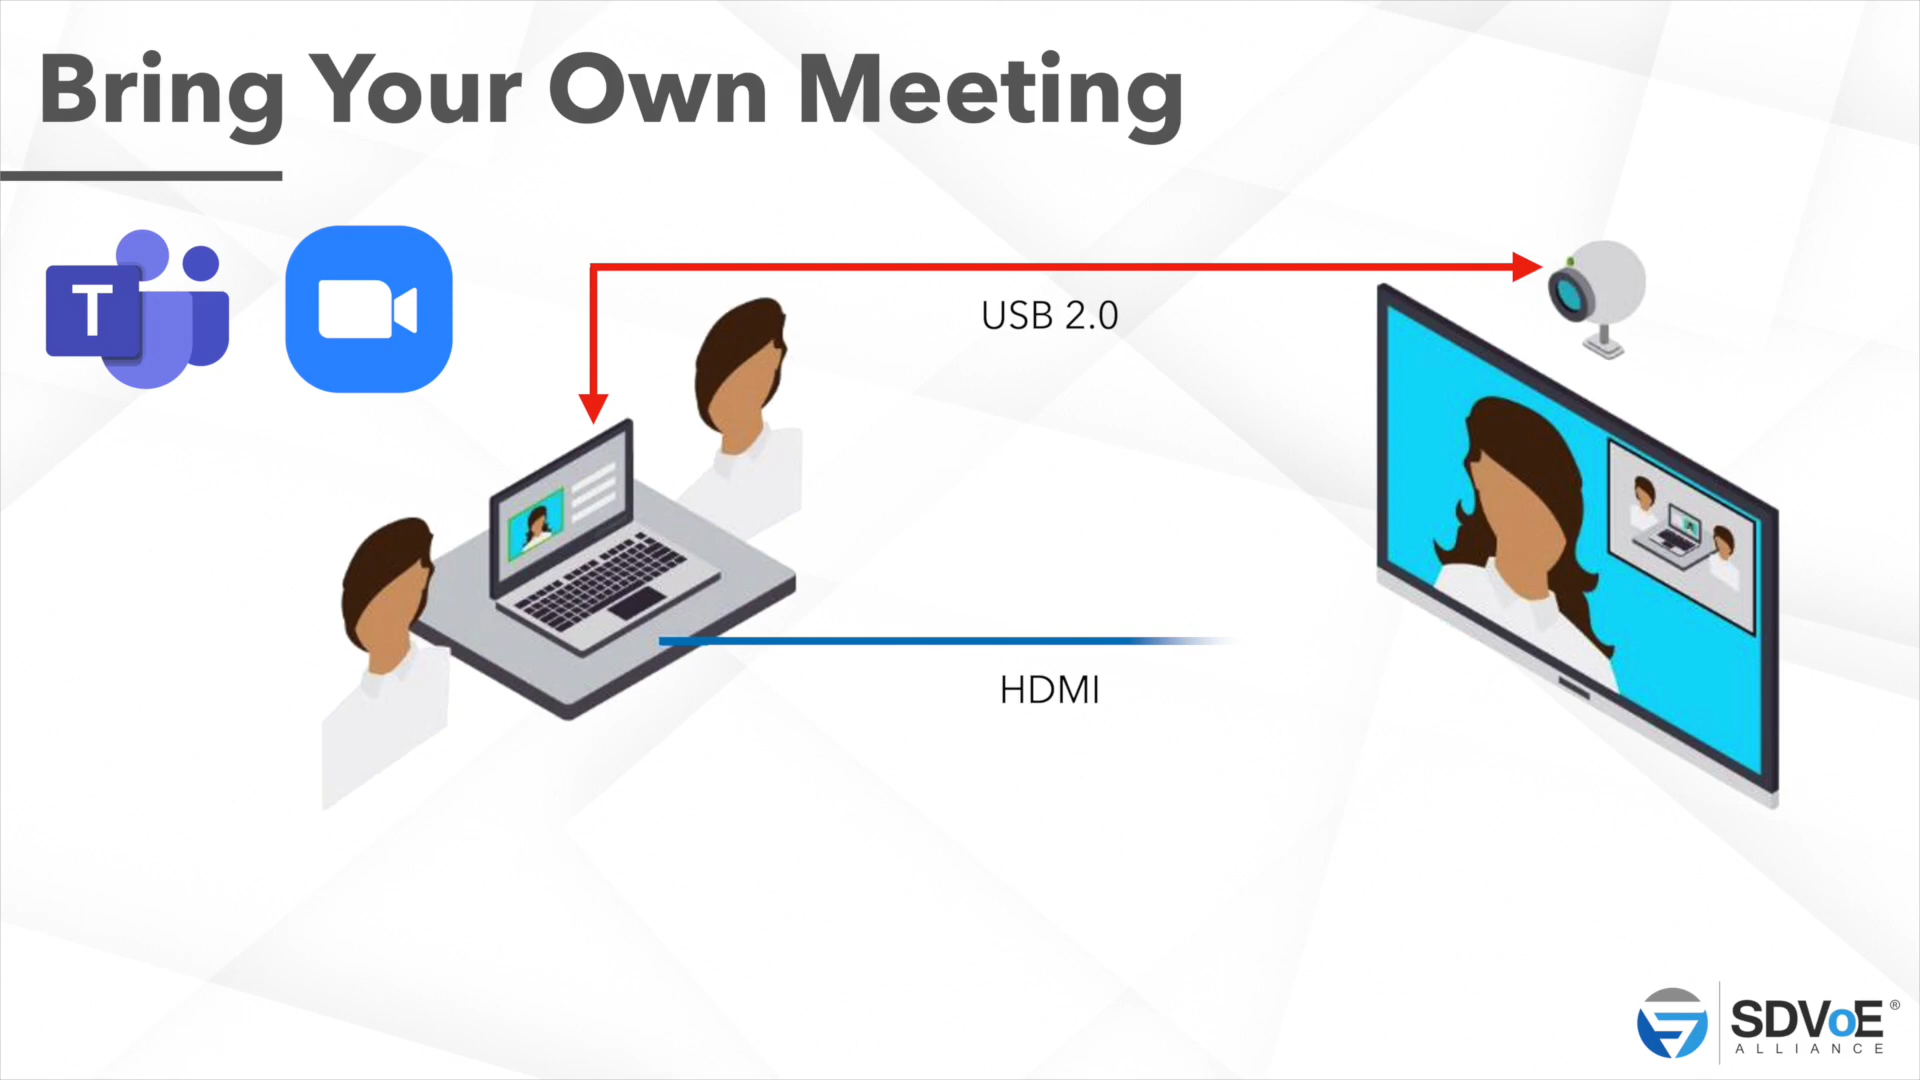 Bring Your Own Meeting
T
USB 2.0
HDMI
SDVoE®
ALLIANCE